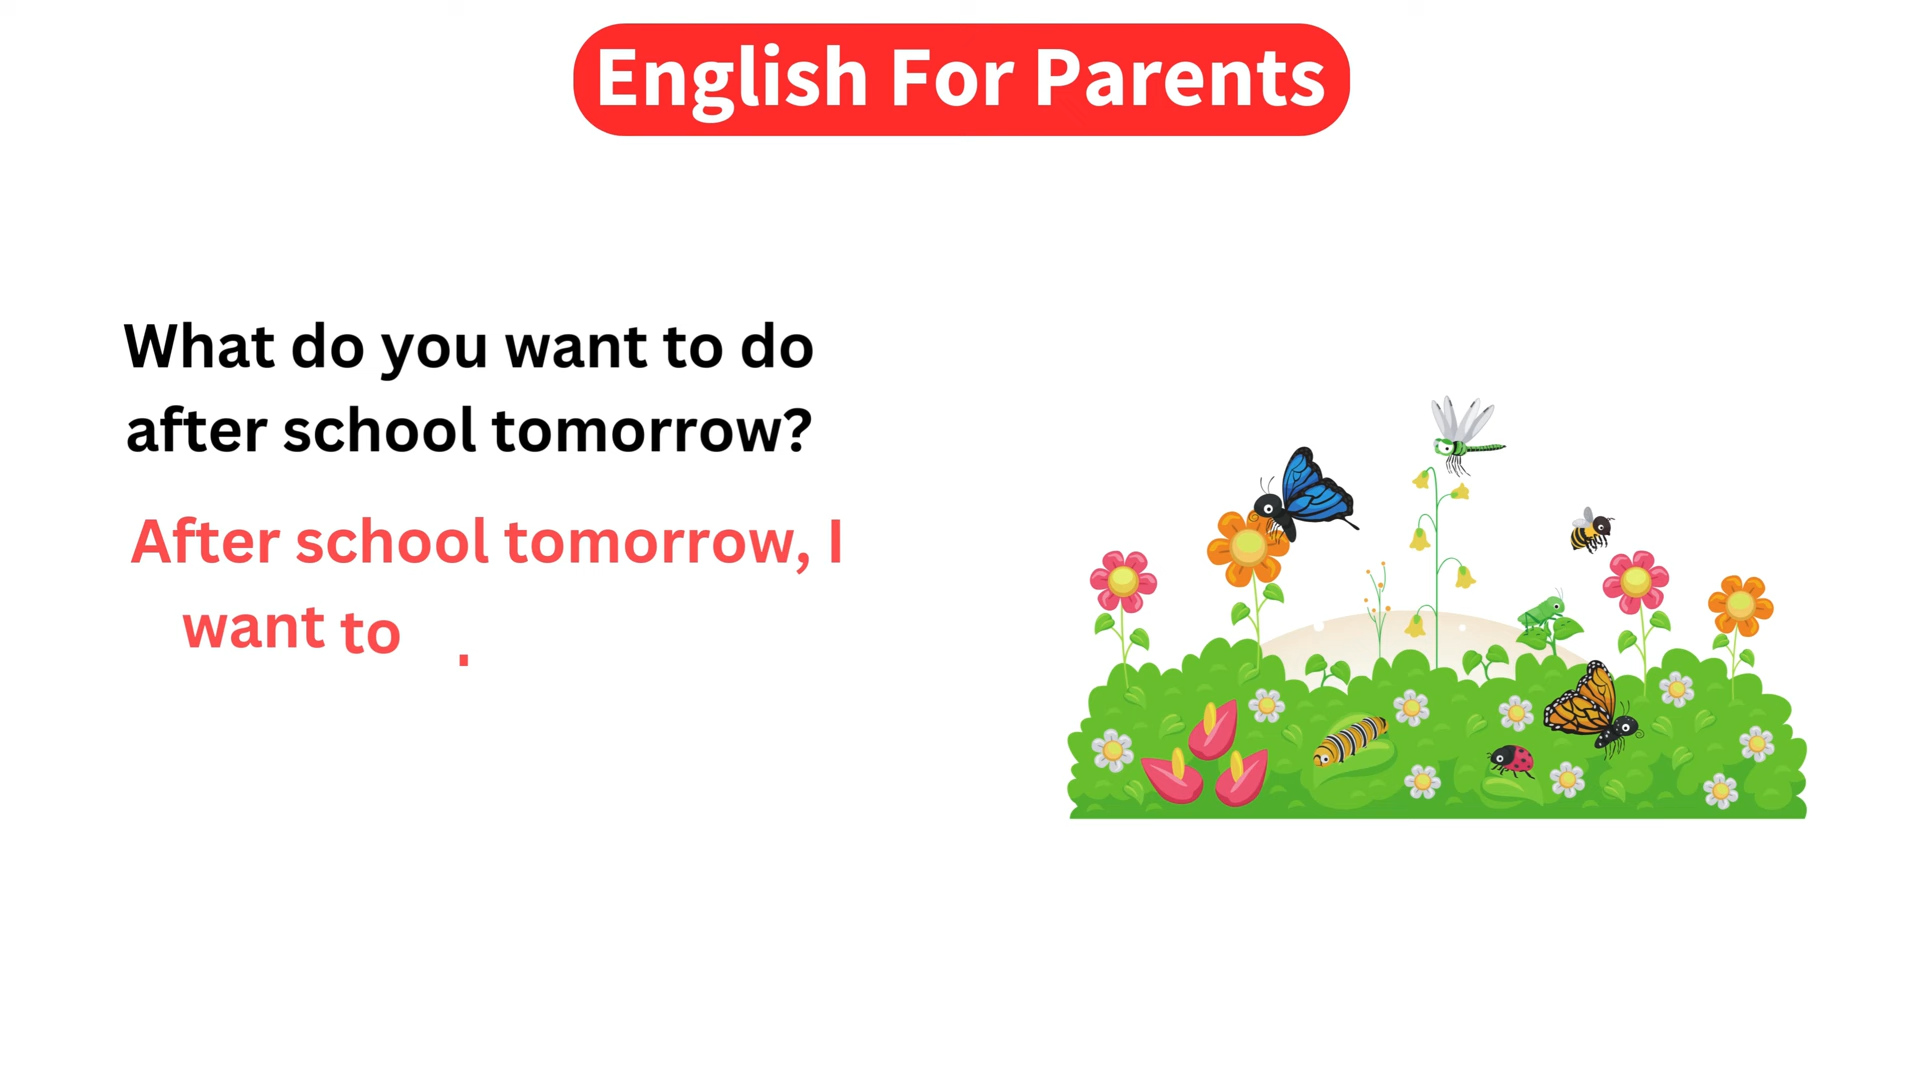 English For Parents
What do you want to do
after school tomorrow?
After school tomorrow, I
want to .